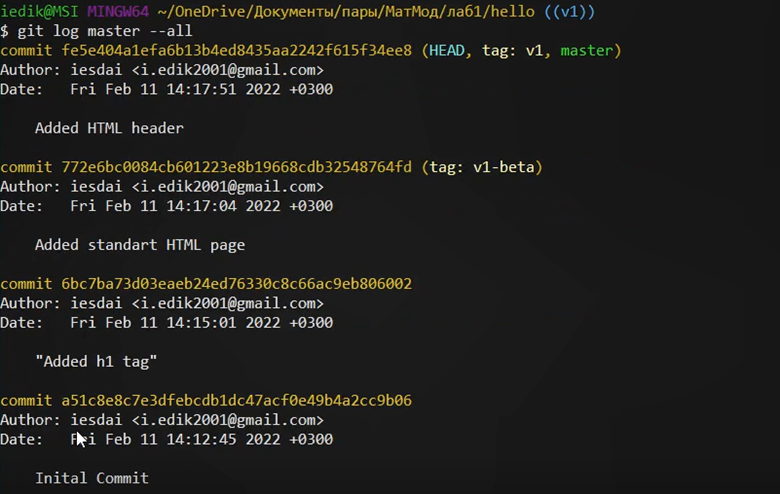 iedik@MSI MINGW64 ~/OneDrive/Документы/пары/МатМод/ла61/hello ((v1))
$ git log master --all
commit fe5e404a1efa6b13b4ed8435aa2242f615f34ee8 (HEAD, tag: v1, master)
Author: iesdai <i.edik2001@gmail.com>
Date:   Fri Feb 11 14:17:51 2022 +0300
Added HTML header
commit 772e6bc0084cb601223e8b19668cdb32548764fd (tag: v1-beta)
Author: iesdai <i.edik2001@gmail.com>
Date:   Fri Feb 11 14:17:04 2022 +0300
Added standart HTML page
commit 6bc7ba73d03eaeb24ed76330c8c66ac9eb806002
Author: iesdai <i.edik2001@gmail.com>
Date:   Fri Feb 11 14:15:01 2022 +0300
"Added h1 tag"
commit a51c8e8c7e3dfebcdb1dc47acf0e49b4a2cc9b06
Author: iesdai <i.edik2001@gmail.com>
Date:   Fri Feb 11 14:12:45 2022 +0300
Inital Commit